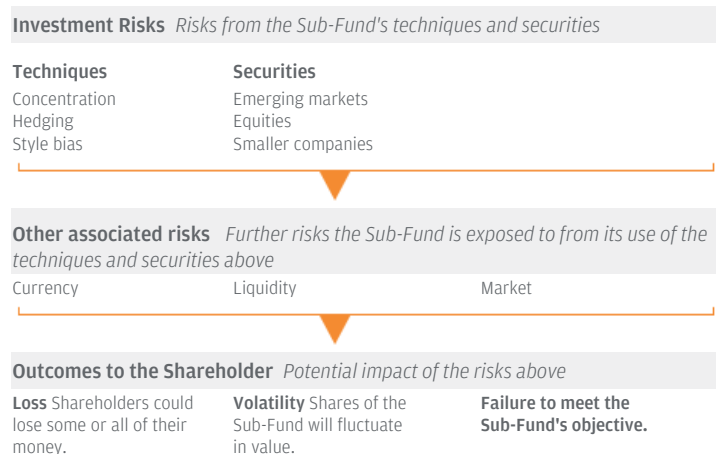 Investment Risks Risks from the Sub-Fund's techniques and securities
Techniques
Concentration
Hedging
Style bias
Securities
Emerging markets
Equities
Smaller companies
Other associated risks Further risks the Sub-Fund is exposed to from its use of the
techniques and securities above
Currency
Liquidity
Market
Outcomes to the Shareholder Potential impact of the risks above
Loss Shareholders could
lose some or all of their
money.
Volatility Shares of the
Sub-Fund will fluctuate
in value.
Failure to meet the
Sub-Fund's objective.